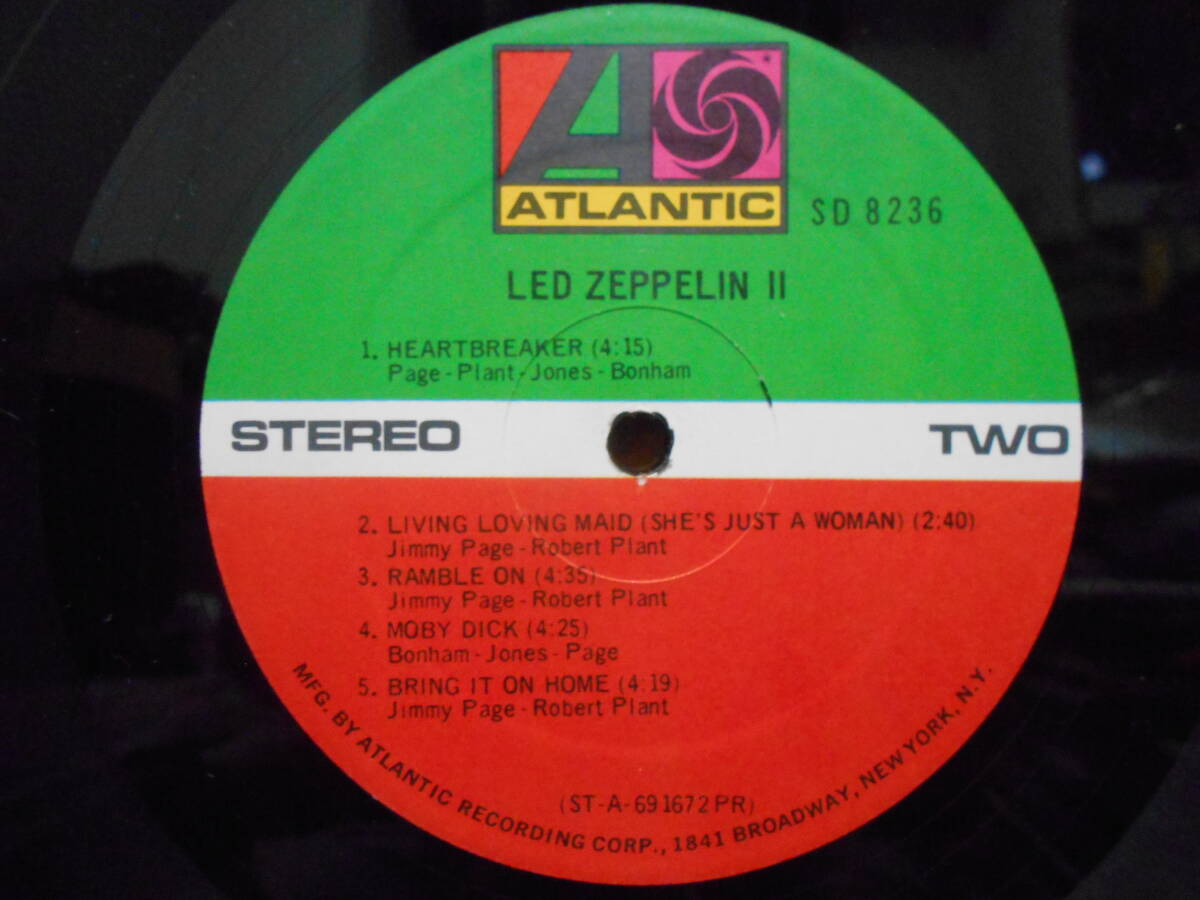 ATLANTIC
SD 8236
LED ZEPPELIN II
1. HEARTBREAKER (4:15)
Page - Plant - Jones - Bonham
STEREO
TWO
2. LIVING LOVING MAID (SHE'S JUST A WOMAN) (2:40)
Jimmy Page - Robert Plant
3. RAMBLE ON (4:35)
Jimmy Page - Robert Plant
4. MOBY DICK (4:25)
Bonham - Jones - Page
5. BRING IT ON HOME (4:19)
Jimmy Page - Robert Plant
(ST-A-691672PR)
MFG. BY ATLANTIC RECORDING CORP., 1841 BROADWAY, NEW YORK, N.Y.